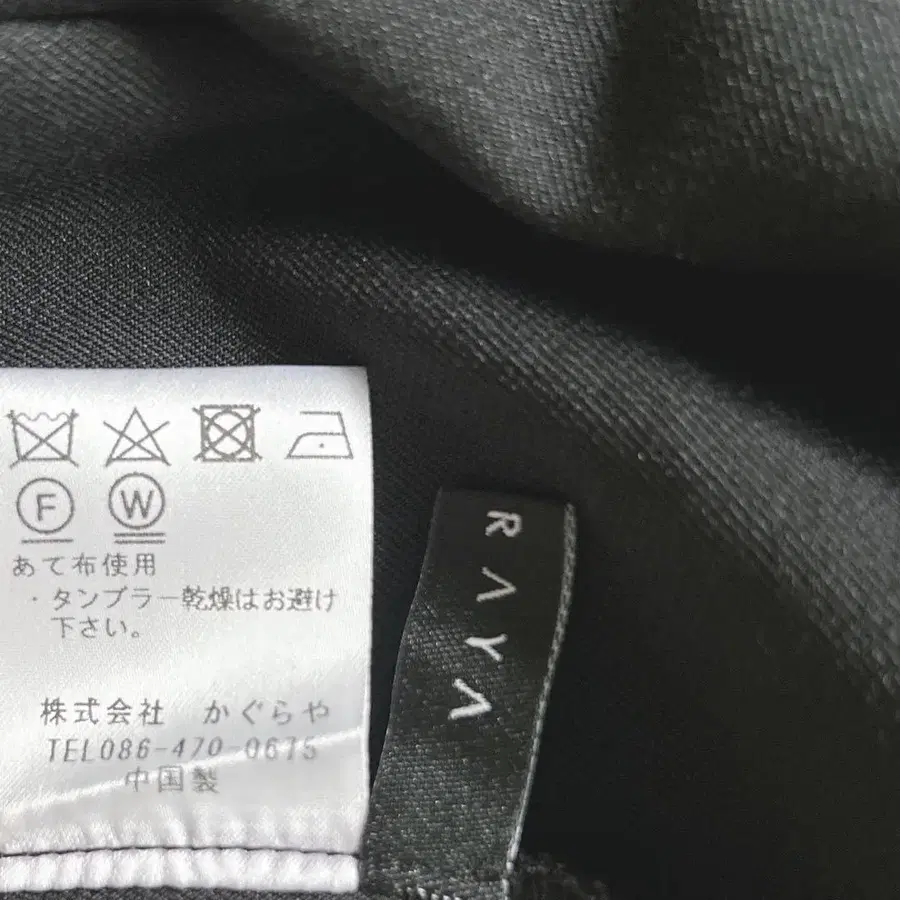 F W
あて布使用
・タンブラー乾燥はお避け
下さい。
株式会社 かぐらや
TEL086-470-0675
中国製
RAYA